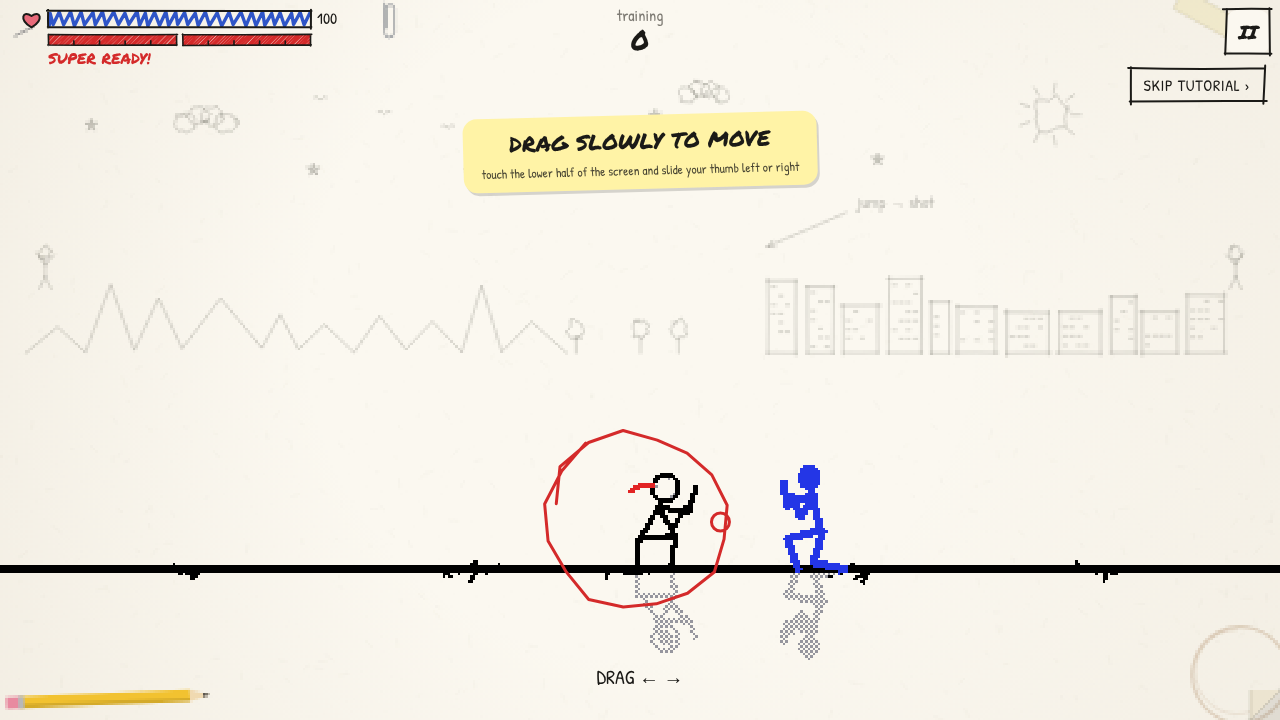 100
SUPER READY!
training
0
II
SKIP TUTORIAL ›
DRAG SLOWLY TO MOVE
touch the lower half of the screen and slide your thumb left or right
jump → shot
DRAG ← →